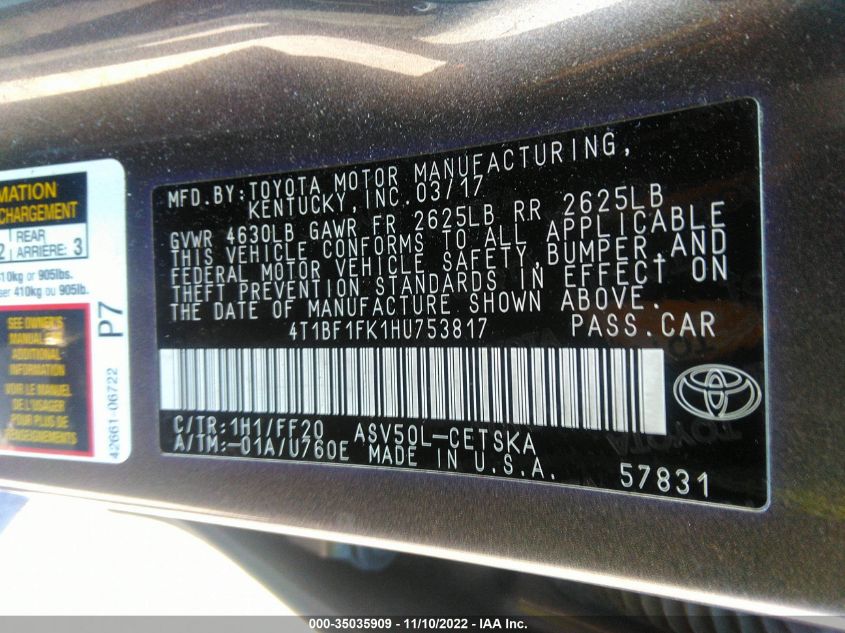 MFD.BY:TOYOTA MOTOR MANUFACTURING,
KENTUCKY,INC.03/17
GVWR 4630LB GAWR FR 2625LB RR 2625LB
THIS VEHICLE CONFORMS TO ALL APPLICABLE
FEDERAL MOTOR VEHICLE SAFETY,BUMPER,AND
THEFT PREVENTION STANDARDS IN EFFECT ON
THE DATE OF MANUFACTURE SHOWN ABOVE.
4T1BF1FK1HU753817 PASS.CAR
C/TR:1H1/FF20 ASV50L-CETSKA
A/TM:-01A/U760E MADE IN U.S.A.
57831
MATION
CHARGEMENT
2 REAR
ARRIÈRE: 3
10kg or 905lbs.
ser 410kg ou 905lb.
SEE OWNER'S
MANUAL FOR
ADDITIONAL
INFORMATION
VOIR LE MANUEL
DE L'USAGER
POUR PLUS
P7
42661-06722
000-35035909 - 11/10/2022 - IAA Inc.